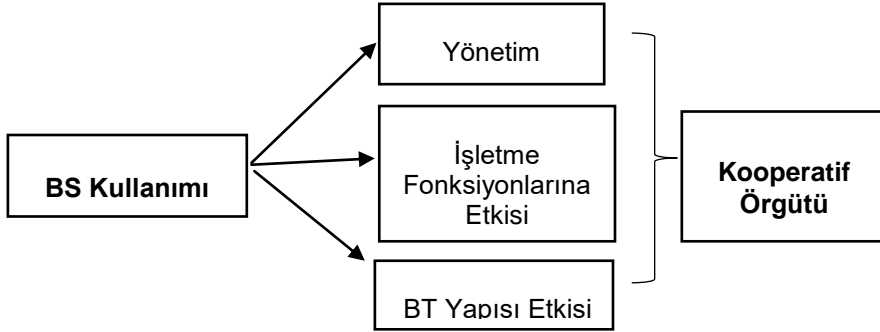 Yönetim
BS Kullanımı
İşletme
Fonksiyonlarına
Etkisi
Kooperatif
Örgütü
BT Yapısı Etkisi